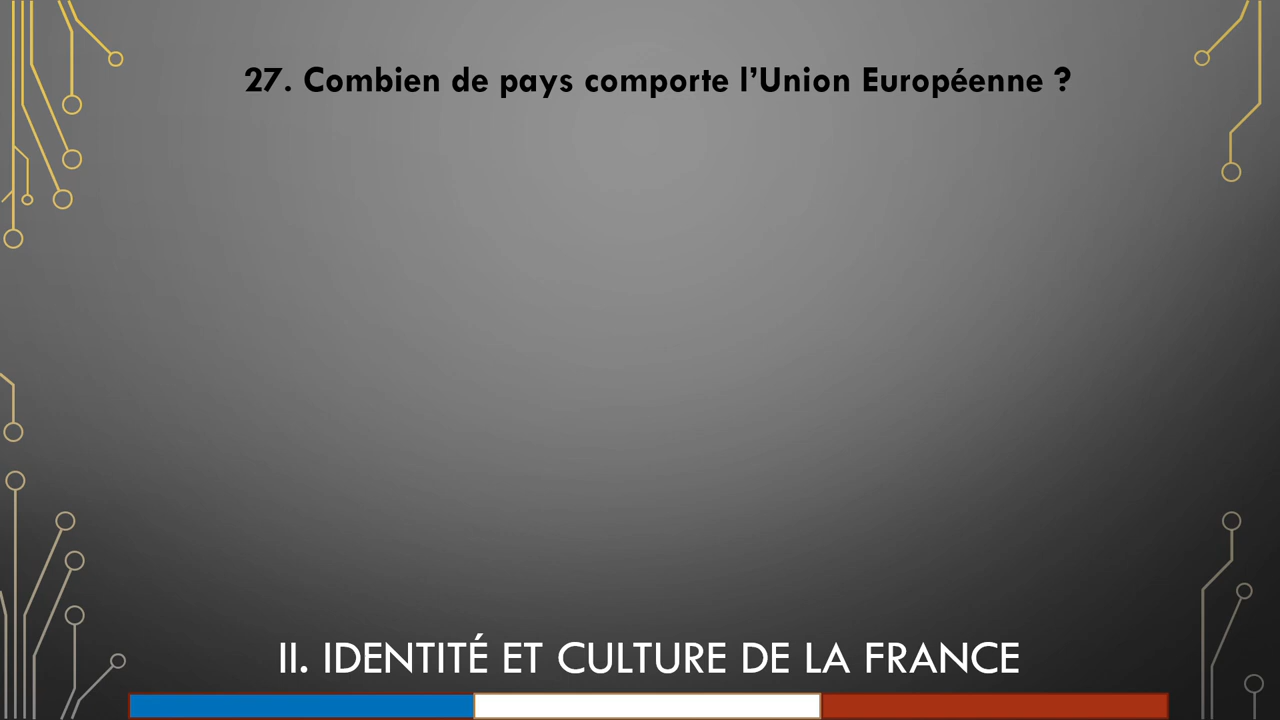 27. Combien de pays comporte l’Union Européenne ?
II. IDENTITÉ ET CULTURE DE LA FRANCE